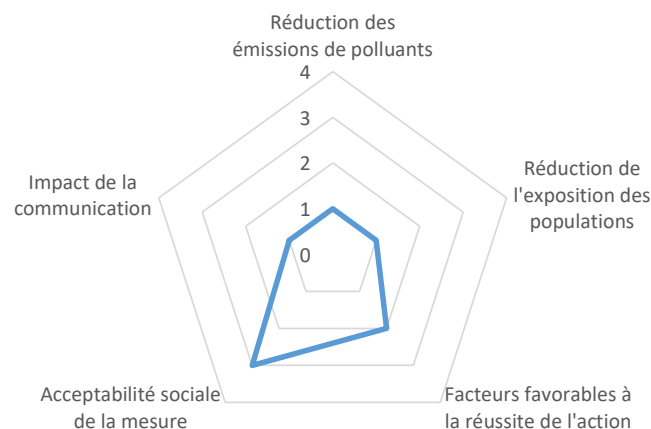 Réduction des
émissions de polluants
4
3
2
1
0
Réduction de
l'exposition des
populations
Facteurs favorables à
la réussite de l'action
Acceptabilité sociale
de la mesure
Impact de la
communication